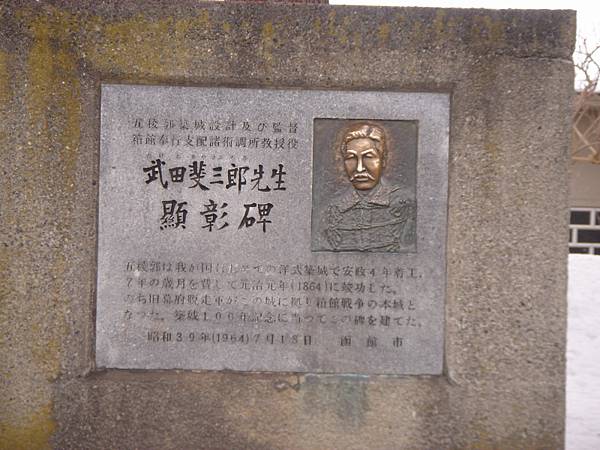 五稜郭築城設計及び監督
箱館奉行支配諸術調所教授役
武田斐三郎先生
顯彰碑
五稜郭は我が国 の洋式築城で安政4年着工、
7年の歳月を費して元治元年(1864)に竣功した。
のち旧幕府脱走軍がこの城に拠り箱館戦争の本城と
なった。築城100年記念に当ってこの碑を建てた。
昭和39年(1964)7月18日 函館市